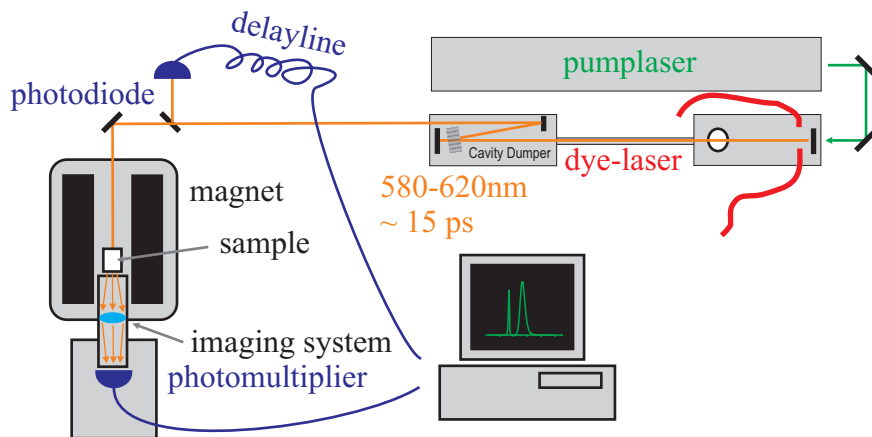 delayline
pumplaser
photodiode
Cavity Dumper
dye-laser
580-620nm
~ 15 ps
magnet
sample
imaging system
photomultiplier